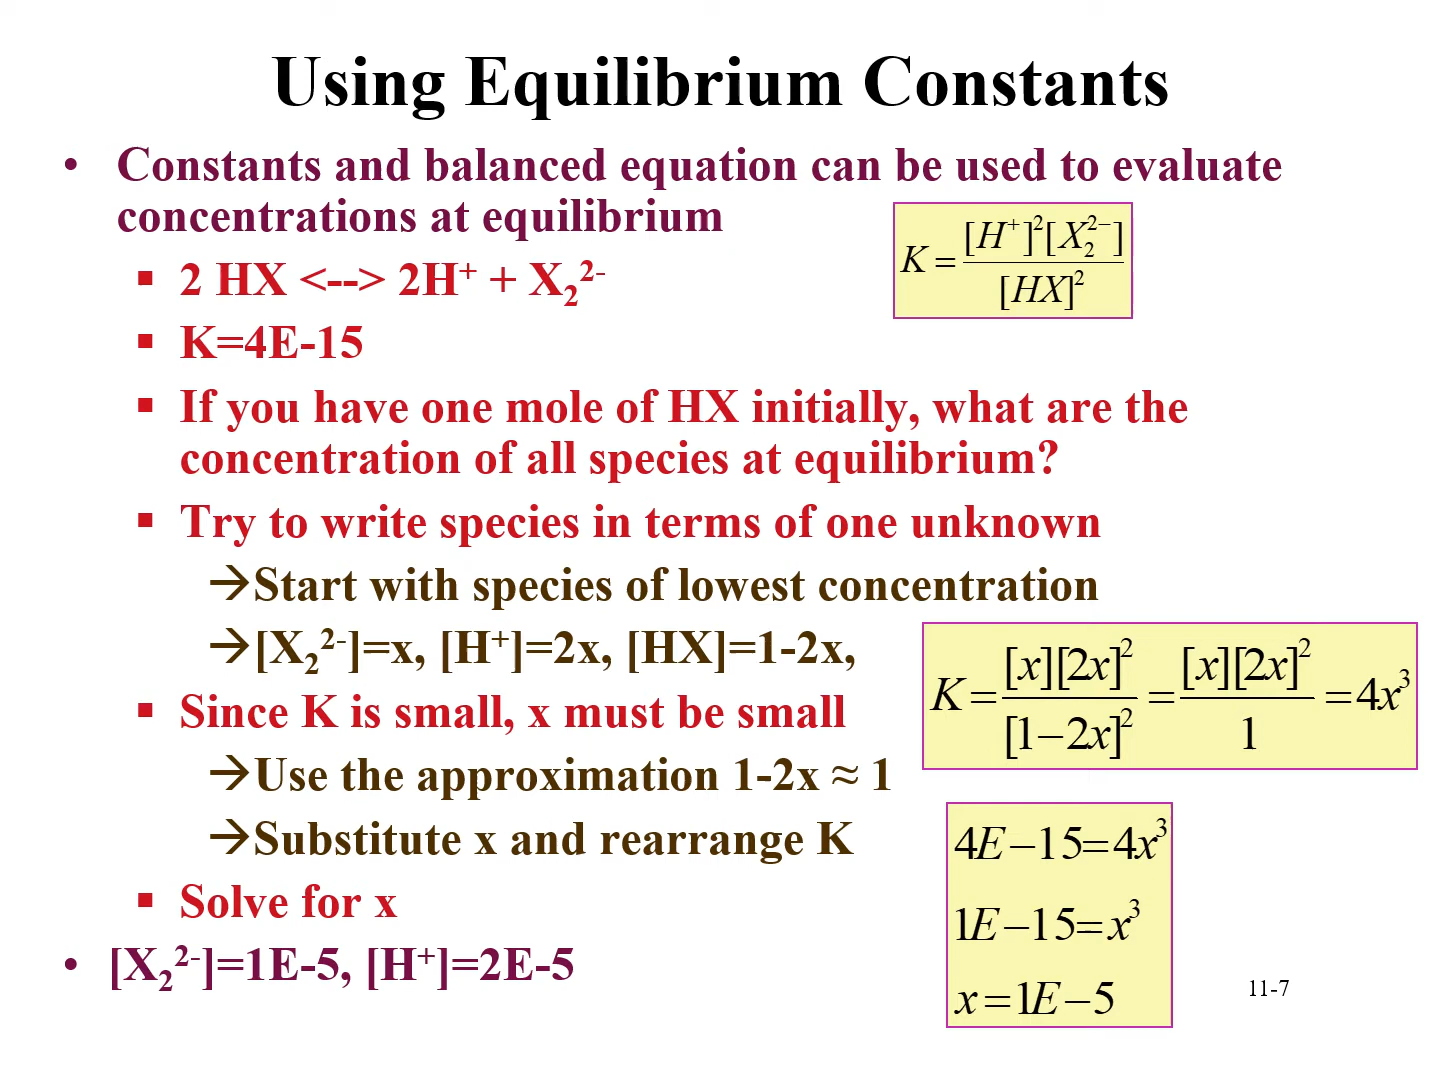 Using Equilibrium Constants
• Constants and balanced equation can be used to evaluate
concentrations at equilibrium
K = [H⁺]²[X₂²⁻] / [HX]²
▪ 2 HX <--> 2H⁺ + X₂²⁻
▪ K=4E-15
▪ If you have one mole of HX initially, what are the
concentration of all species at equilibrium?
▪ Try to write species in terms of one unknown
→Start with species of lowest concentration
→[X₂²⁻]=x, [H⁺]=2x, [HX]=1-2x,
K = [x][2x]² / [1−2x]² = [x][2x]² / 1 = 4x³
▪ Since K is small, x must be small
→Use the approximation 1-2x ≈ 1
→Substitute x and rearrange K
4E−15=4x³
1E−15=x³
x=1E−5
▪ Solve for x
• [X₂²⁻]=1E-5, [H⁺]=2E-5
11-7